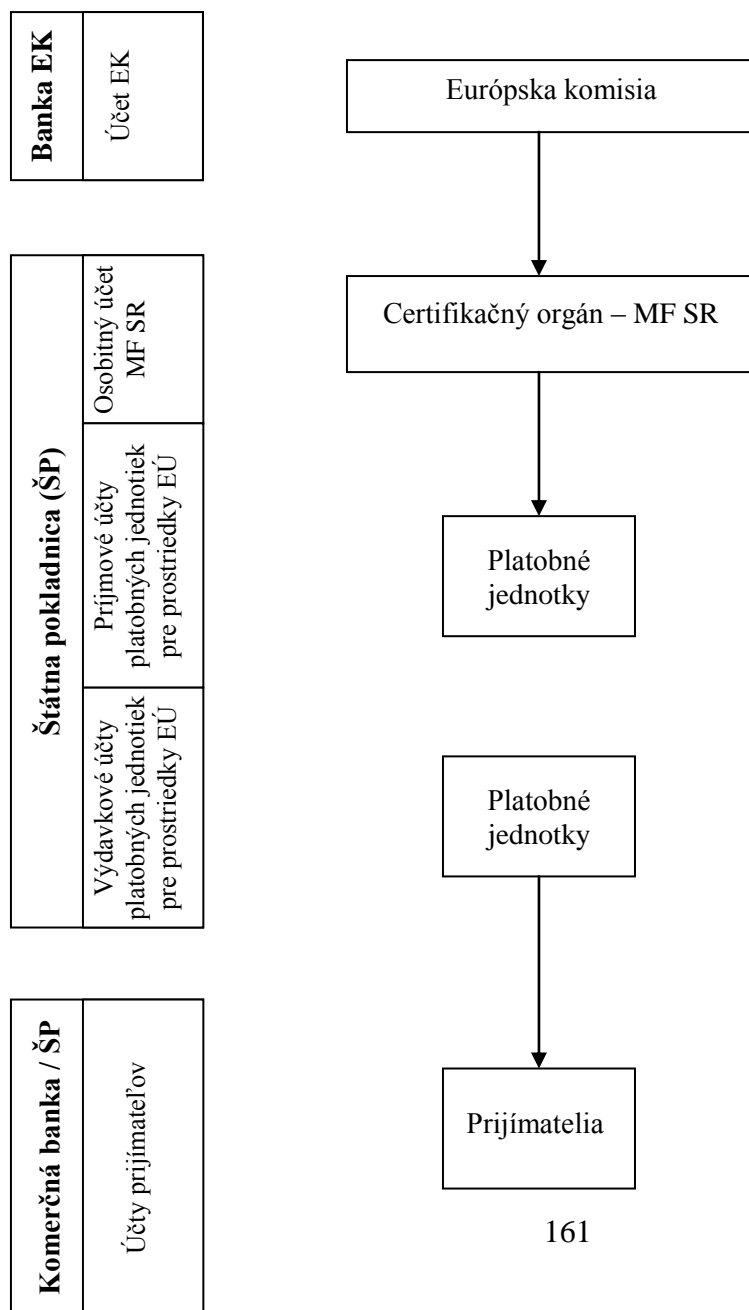 Banka EK
Účet EK
Európska komisia
Štátna pokladnica (ŠP)
Osobitný účet
MF SR
Certifikačný orgán – MF SR
Príjmové účty
platobných jednotiek
pre prostriedky EÚ
Platobné
jednotky
Výdavkové účty
platobných jednotiek
pre prostriedky EÚ
Platobné
jednotky
Komerčná banka / ŠP
Účty prijímateľov
Prijímatelia
161